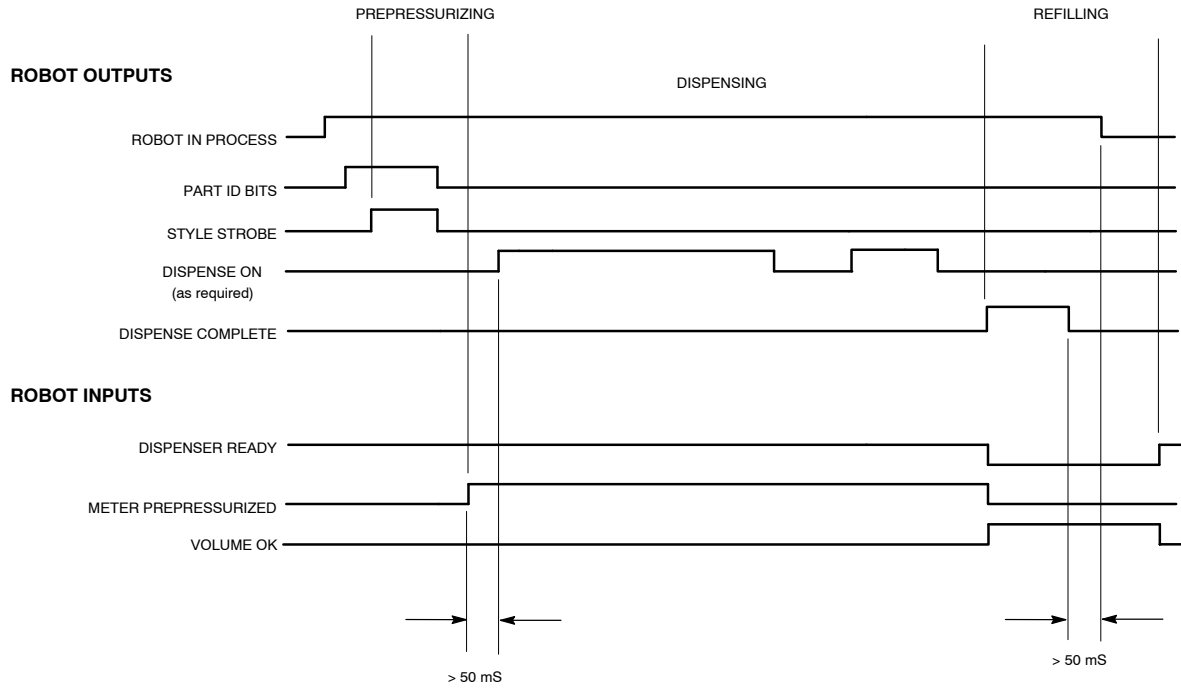 PREPRESSURIZING
REFILLING
ROBOT OUTPUTS
DISPENSING
ROBOT IN PROCESS
PART ID BITS
STYLE STROBE
DISPENSE ON
(as required)
DISPENSE COMPLETE
ROBOT INPUTS
DISPENSER READY
METER PREPRESSURIZED
VOLUME OK
> 50 mS
> 50 mS